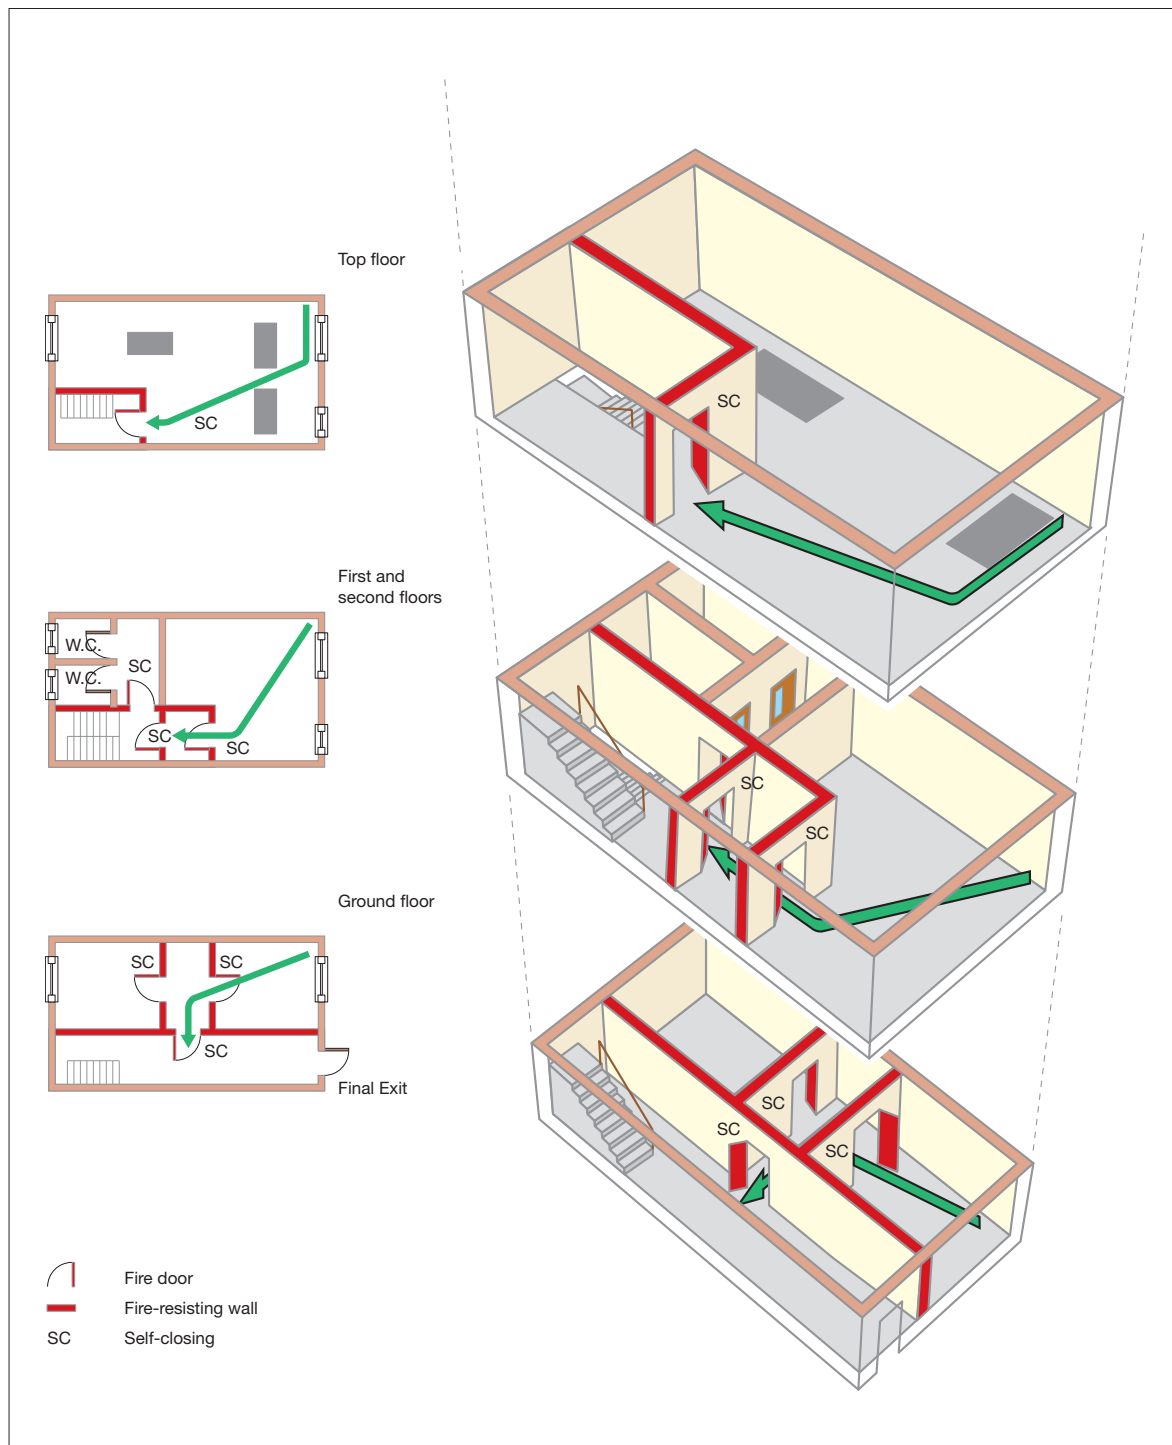 Top floor
SC
SC
First and
second floors
W.C.
SC
W.C.
SC
SC
SC
SC
Ground floor
SC
SC
SC
Final Exit
SC
SC
SC
Fire door
Fire-resisting wall
SC
Self-closing